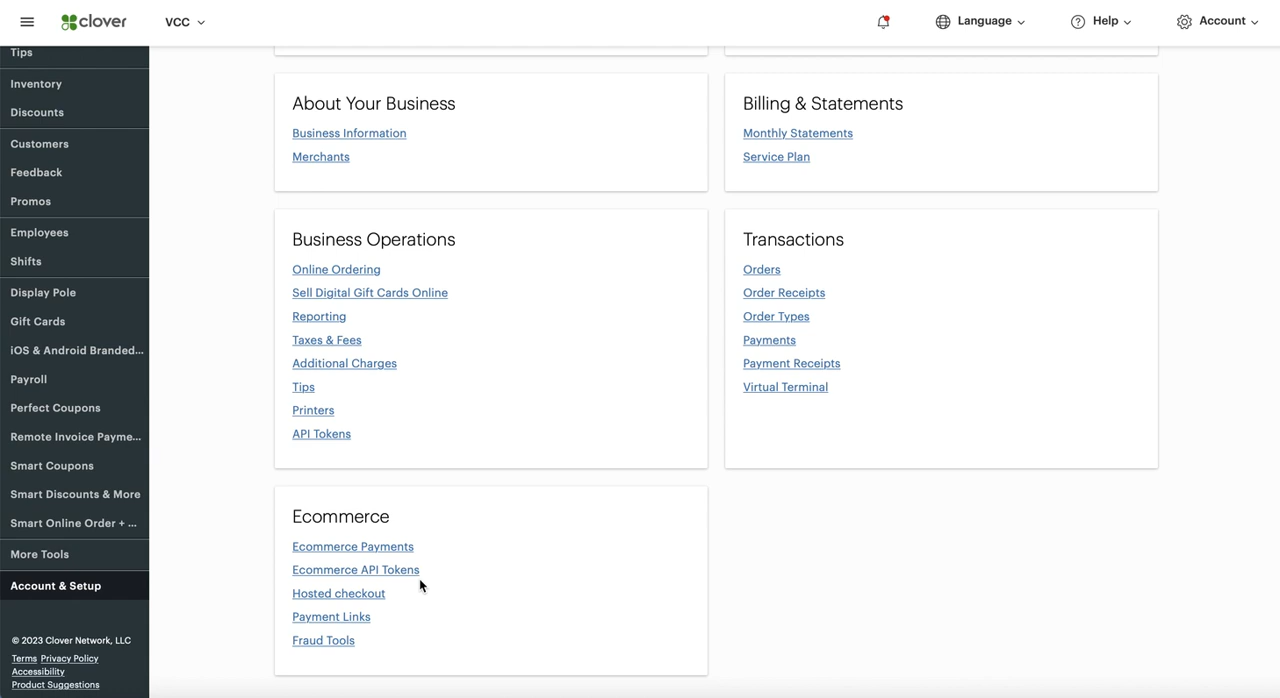 clover
VCC
Language
Help
Account
Tips
Inventory
Discounts
Customers
Feedback
Promos
Employees
Shifts
Display Pole
Gift Cards
iOS & Android Branded...
Payroll
Perfect Coupons
Remote Invoice Payme...
Smart Coupons
Smart Discounts & More
Smart Online Order + ...
More Tools
Account & Setup
© 2023 Clover Network, LLC
Terms Privacy Policy
Accessibility
Product Suggestions
About Your Business
Business Information
Merchants
Billing & Statements
Monthly Statements
Service Plan
Business Operations
Online Ordering
Sell Digital Gift Cards Online
Reporting
Taxes & Fees
Additional Charges
Tips
Printers
API Tokens
Transactions
Orders
Order Receipts
Order Types
Payments
Payment Receipts
Virtual Terminal
Ecommerce
Ecommerce Payments
Ecommerce API Tokens
Hosted checkout
Payment Links
Fraud Tools